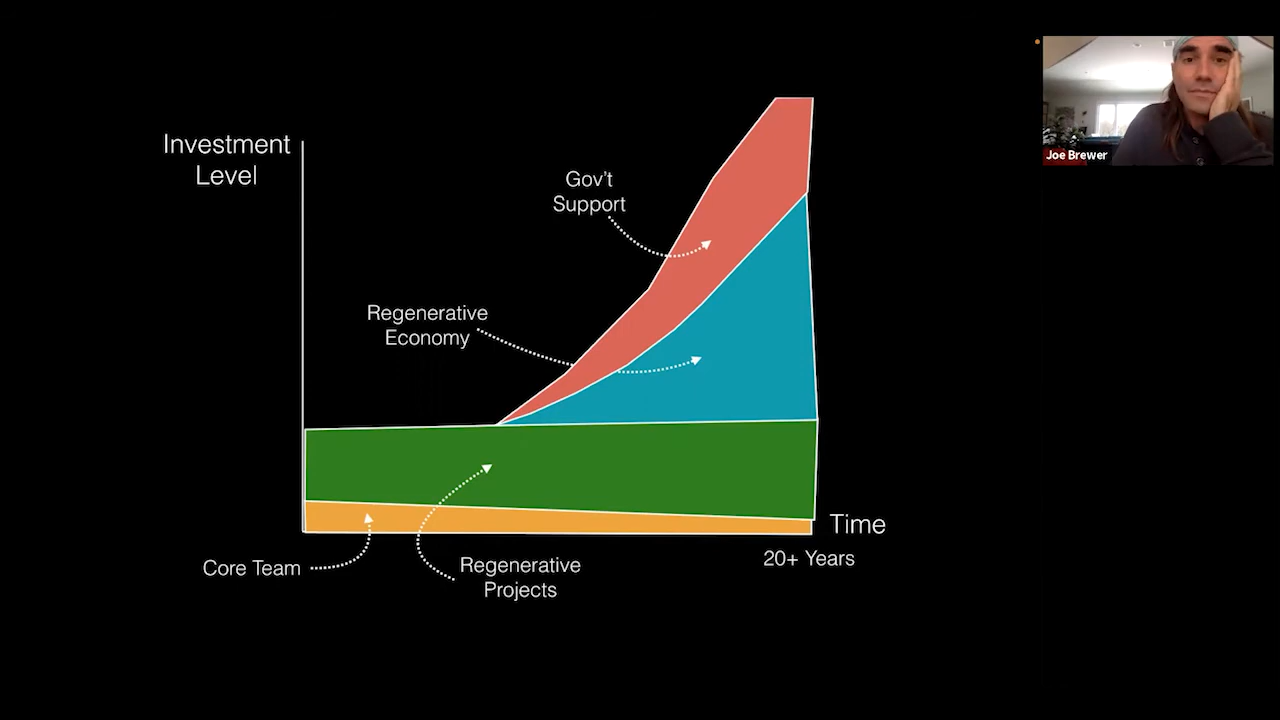 Investment
Level
Gov't
Support
Regenerative
Economy
Core Team
Regenerative
Projects
Time
20+ Years
Joe Brewer